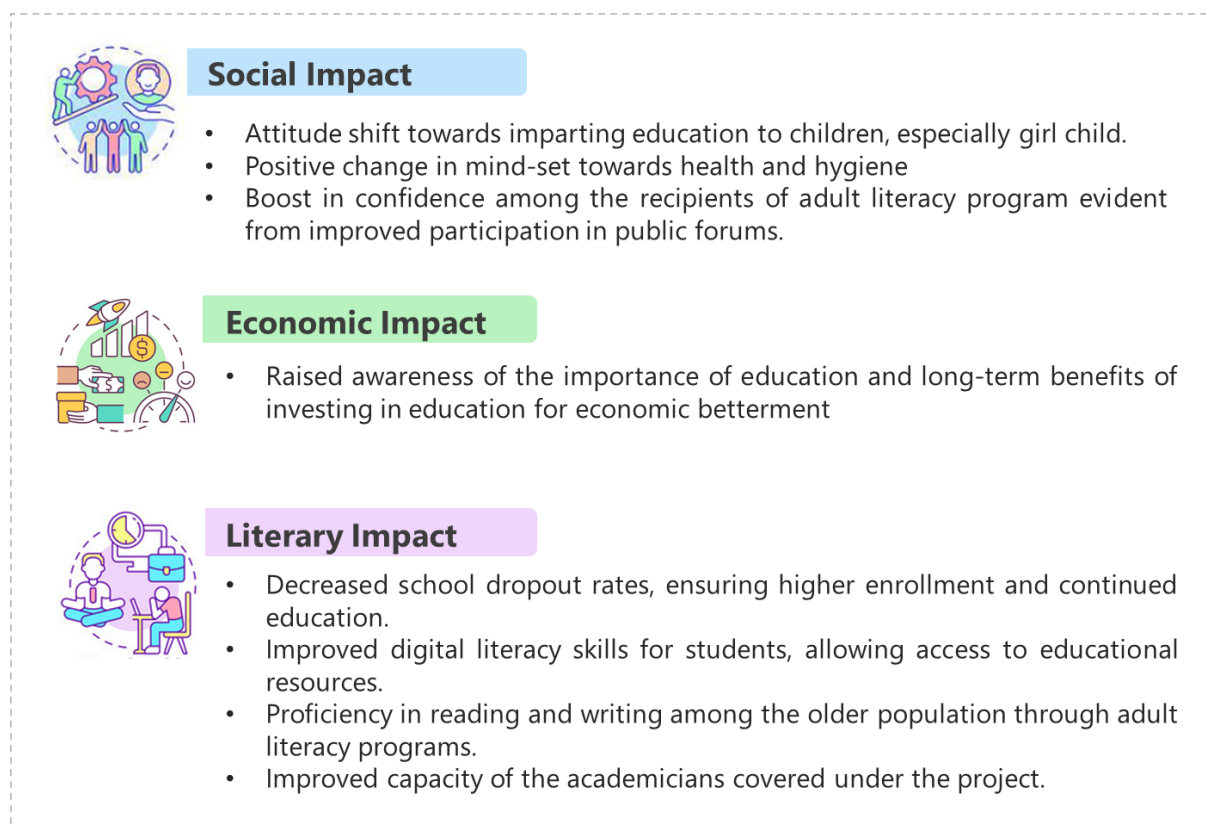 Social Impact
• Attitude shift towards imparting education to children, especially girl child.
• Positive change in mind-set towards health and hygiene
• Boost in confidence among the recipients of adult literacy program evident
from improved participation in public forums.
Economic Impact
• Raised awareness of the importance of education and long-term benefits of
investing in education for economic betterment
Literary Impact
• Decreased school dropout rates, ensuring higher enrollment and continued
education.
• Improved digital literacy skills for students, allowing access to educational
resources.
• Proficiency in reading and writing among the older population through adult
literacy programs.
• Improved capacity of the academicians covered under the project.